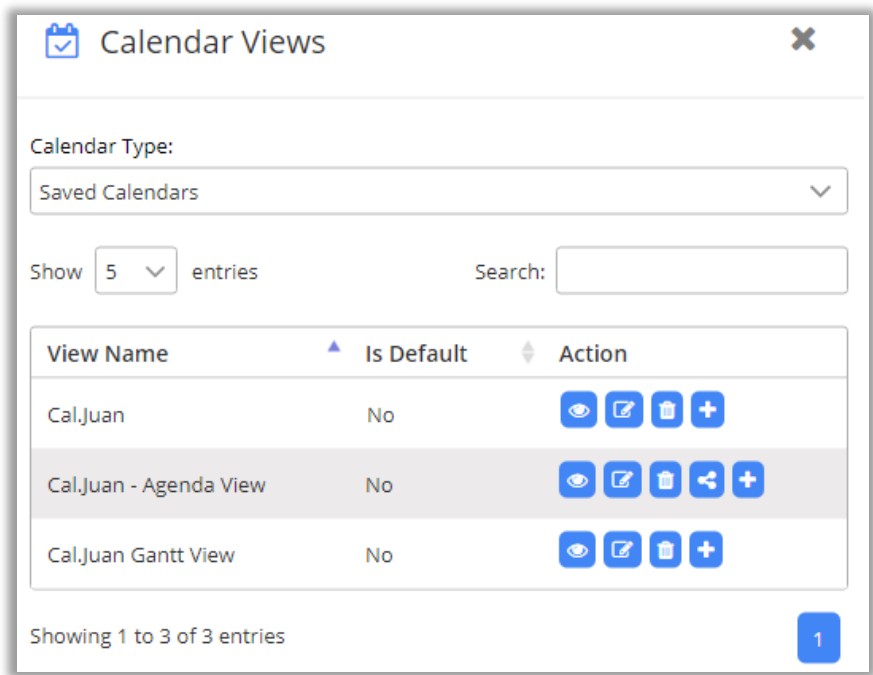 Calendar Views
Calendar Type:
Saved Calendars
Show 5 entries Search:
View Name Is Default Action
Cal.Juan No
Cal.Juan - Agenda View No
Cal.Juan Gantt View No
Showing 1 to 3 of 3 entries 1